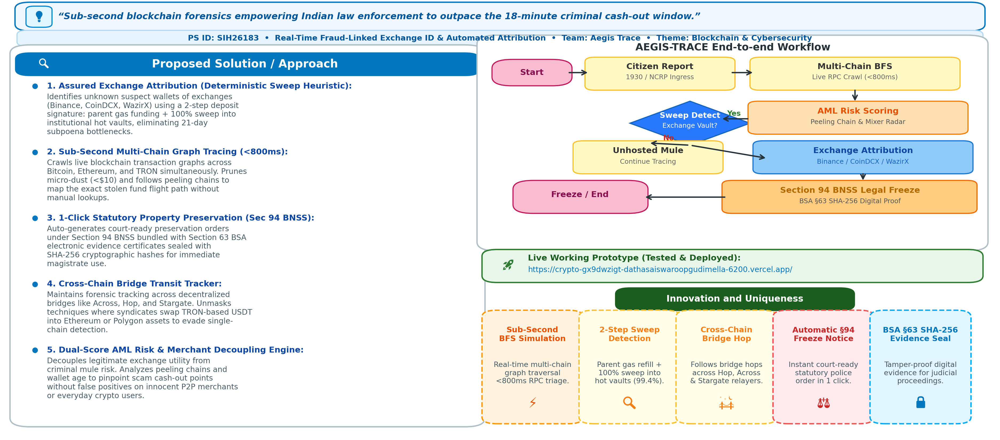 “Sub-second blockchain forensics empowering Indian law enforcement to outpace the 18-minute criminal cash-out window.”
PS ID: SIH26183 • Real-Time Fraud-Linked Exchange ID & Automated Attribution • Team: Aegis Trace • Theme: Blockchain & Cybersecurity
Proposed Solution / Approach
1. Assured Exchange Attribution (Deterministic Sweep Heuristic):
Identifies unknown suspect wallets of exchanges
(Binance, CoinDCX, WazirX) using a 2-step deposit
signature: parent gas funding + 100% sweep into
institutional hot vaults, eliminating 21-day
subpoena bottlenecks.
2. Sub-Second Multi-Chain Graph Tracing (<800ms):
Crawls live blockchain transaction graphs across
Bitcoin, Ethereum, and TRON simultaneously. Prunes
micro-dust (<$10) and follows peeling chains to
map the exact stolen fund flight path without
manual lookups.
3. 1-Click Statutory Property Preservation (Sec 94 BNSS):
Auto-generates court-ready preservation orders
under Section 94 BNSS bundled with Section 63 BSA
electronic evidence certificates sealed with
SHA-256 cryptographic hashes for immediate
magistrate use.
4. Cross-Chain Bridge Transit Tracker:
Maintains forensic tracking across decentralized
bridges like Across, Hop, and Stargate. Unmasks
techniques where syndicates swap TRON-based USDT
into Ethereum or Polygon assets to evade single-
chain detection.
5. Dual-Score AML Risk & Merchant Decoupling Engine:
Decouples legitimate exchange utility from
criminal mule risk. Analyzes peeling chains and
wallet age to pinpoint scam cash-out points
without false positives on innocent P2P merchants
or everyday crypto users.
AEGIS-TRACE End-to-end Workflow
Start
Citizen Report
1930 / NCRP Ingress
Multi-Chain BFS
Live RPC Crawl (<800ms)
Sweep Detect
Exchange Vault?
Yes
AML Risk Scoring
Peeling Chain & Mixer Radar
No
Unhosted Mule
Continue Tracing
Exchange Attribution
Binance / CoinDCX / WazirX
Freeze / End
Section 94 BNSS Legal Freeze
BSA §63 SHA-256 Digital Proof
Live Working Prototype (Tested & Deployed):
https://crypto-gx9dwzigt-dathasaiswaroopgudimella-6200.vercel.app/
Innovation and Uniqueness
Sub-Second
BFS Simulation
Real-time multi-chain
graph traversal
<800ms RPC triage.
2-Step Sweep
Detection
Parent gas refill +
100% sweep into
hot vaults (99.4%).
Cross-Chain
Bridge Hop
Follows bridge hops
across Hop, Across
& Stargate relayers.
Automatic §94
Freeze Notice
Instant court-ready
statutory police
order in 1 click.
BSA §63 SHA-256
Evidence Seal
Tamper-proof digital
evidence for judicial
proceedings.